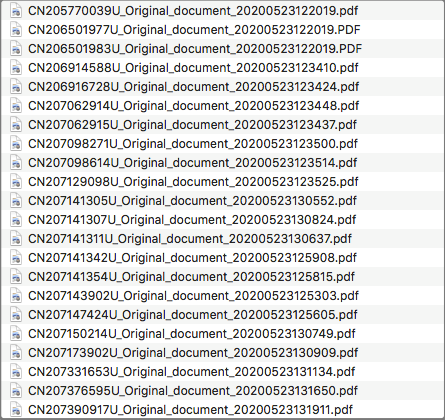 CN205770039U_Original_document_20200523122019.pdf
CN206501977U_Original_document_20200523122019.PDF
CN206501983U_Original_document_20200523122019.PDF
CN206914588U_Original_document_20200523123410.pdf
CN206916728U_Original_document_20200523123424.pdf
CN207062914U_Original_document_20200523123448.pdf
CN207062915U_Original_document_20200523123437.pdf
CN207098271U_Original_document_20200523123500.pdf
CN207098614U_Original_document_20200523123514.pdf
CN207129098U_Original_document_20200523123525.pdf
CN207141305U_Original_document_20200523130552.pdf
CN207141307U_Original_document_20200523130824.pdf
CN207141311U_Original_document_20200523130637.pdf
CN207141342U_Original_document_20200523125908.pdf
CN207141354U_Original_document_20200523125815.pdf
CN207143902U_Original_document_20200523125303.pdf
CN207147424U_Original_document_20200523125605.pdf
CN207150214U_Original_document_20200523130749.pdf
CN207173902U_Original_document_20200523130909.pdf
CN207331653U_Original_document_20200523131134.pdf
CN207376595U_Original_document_20200523131650.pdf
CN207390917U_Original_document_20200523131911.pdf